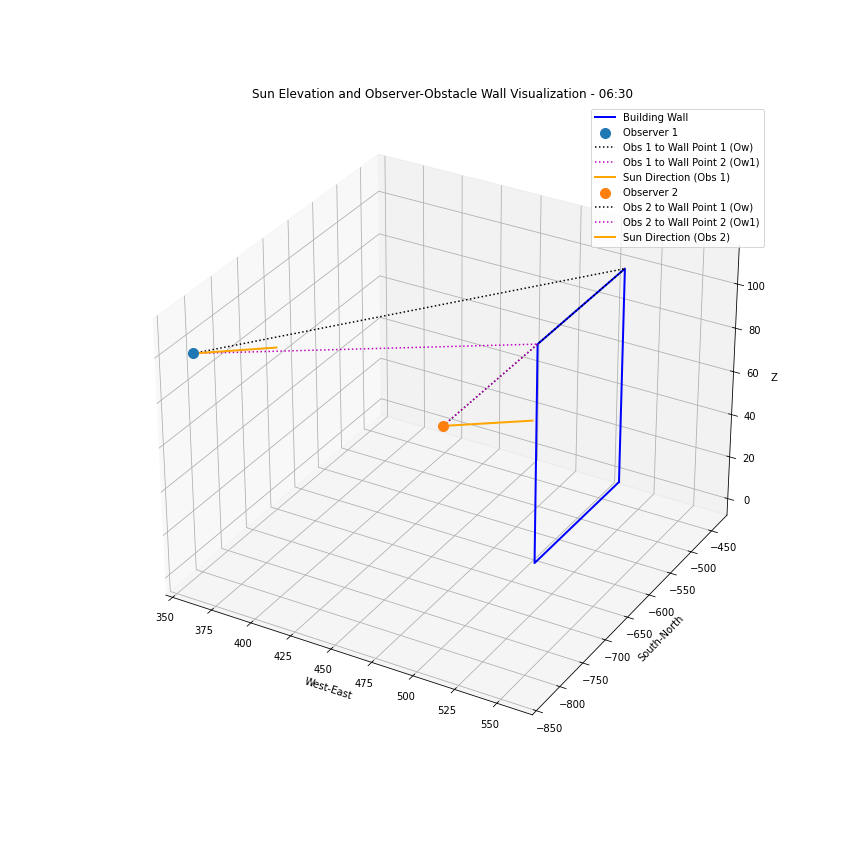 Sun Elevation and Observer-Obstacle Wall Visualization - 06:30
Building Wall
Observer 1
Obs 1 to Wall Point 1 (Ow)
Obs 1 to Wall Point 2 (Ow1)
Sun Direction (Obs 1)
Observer 2
Obs 2 to Wall Point 1 (Ow)
Obs 2 to Wall Point 2 (Ow1)
Sun Direction (Obs 2)
100
80
60
Z
40
20
0
−450
−500
−550
−600
−650
−700
−750
−800
−850
South-North
350
375
400
425
450
475
500
525
550
West-East